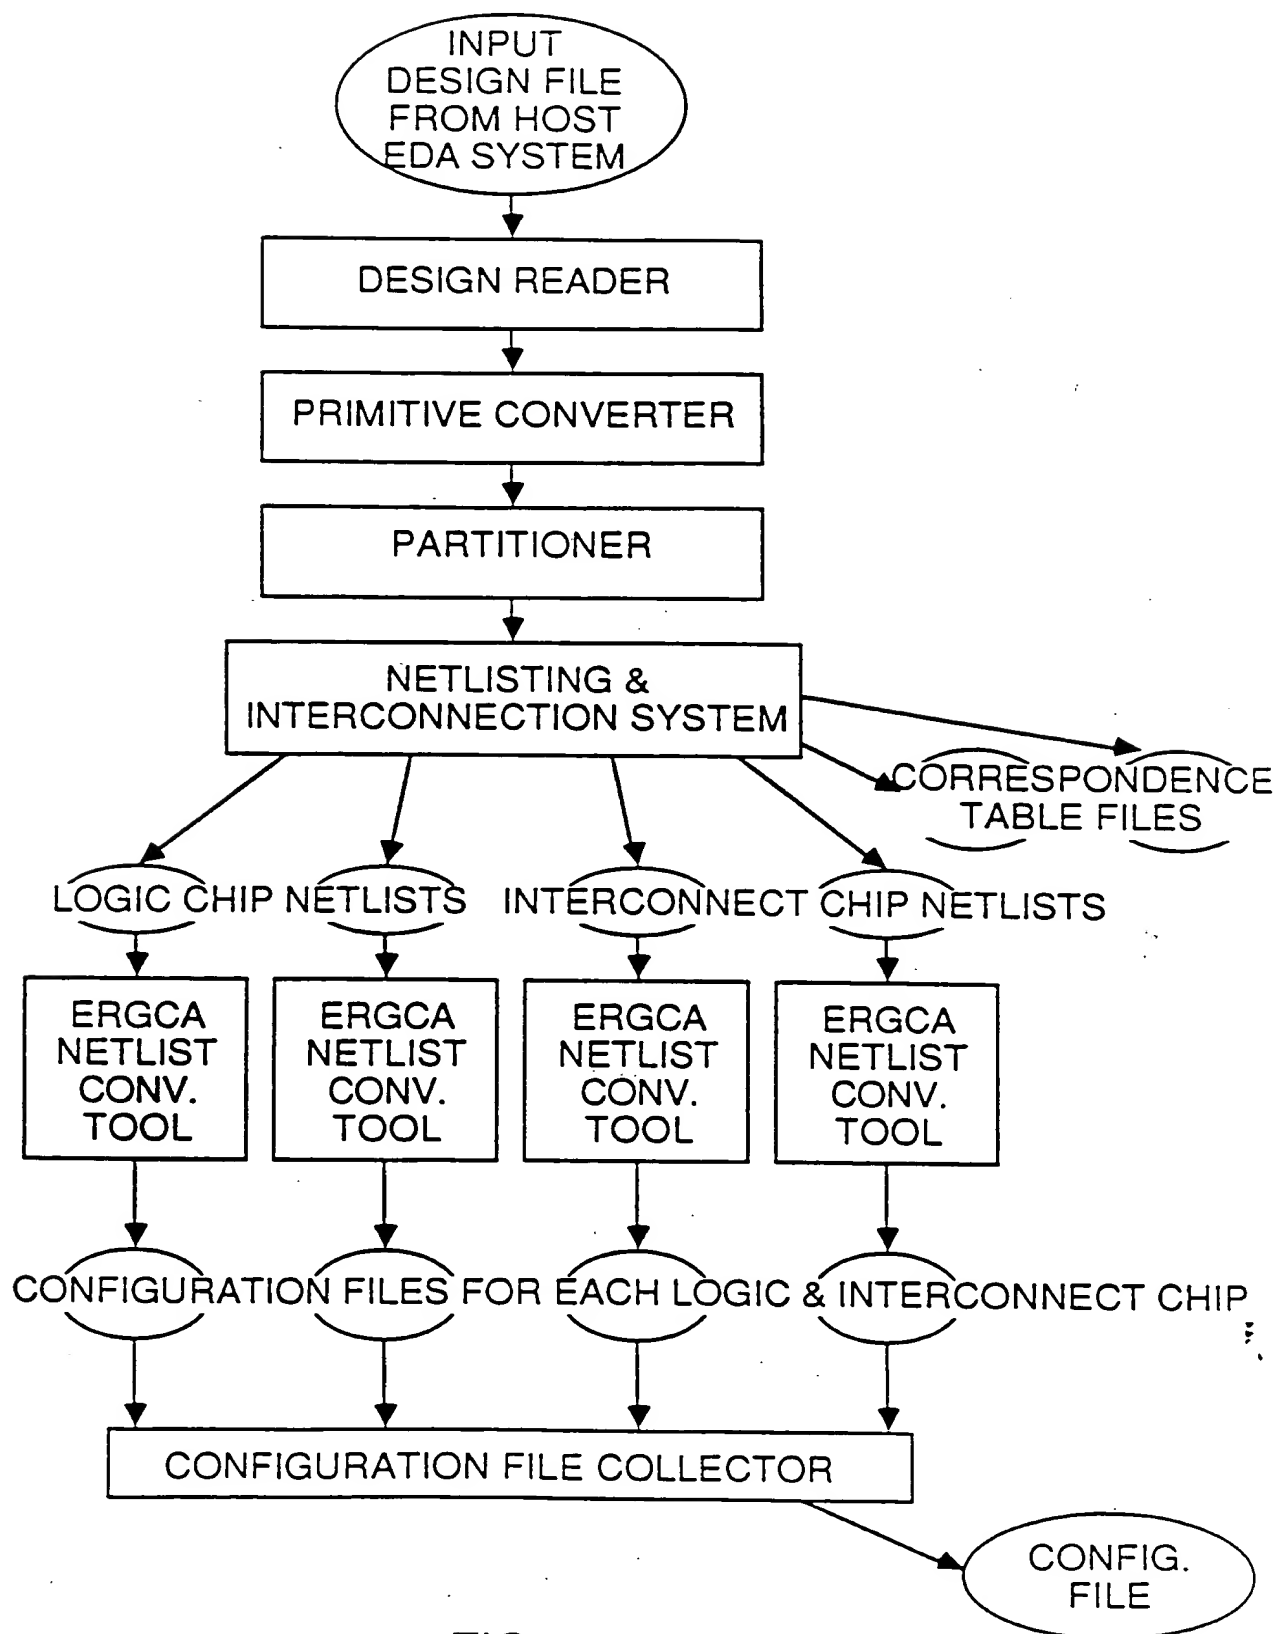 INPUT
DESIGN FILE
FROM HOST
EDA SYSTEM
DESIGN READER
PRIMITIVE CONVERTER
PARTITIONER
NETLISTING &
INTERCONNECTION SYSTEM
CORRESPONDENCE
TABLE FILES
LOGIC CHIP NETLISTS
INTERCONNECT CHIP NETLISTS
ERGCA
NETLIST
CONV.
TOOL
ERGCA
NETLIST
CONV.
TOOL
ERGCA
NETLIST
CONV.
TOOL
ERGCA
NETLIST
CONV.
TOOL
CONFIGURATION FILES FOR EACH LOGIC & INTERCONNECT CHIP
CONFIGURATION FILE COLLECTOR
CONFIG.
FILE